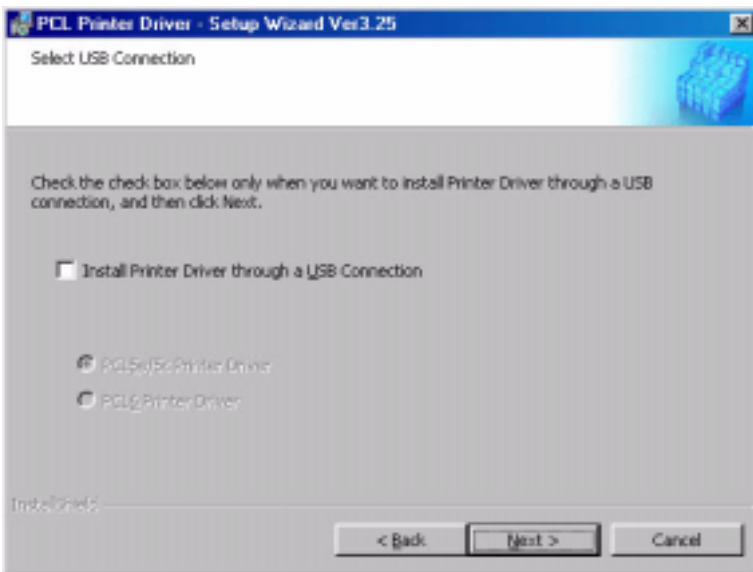 PCL Printer Driver - Setup Wizard Ver3.25
Select USB Connection
Check the check box below only when you want to install Printer Driver through a USB
connection, and then click Next.
Install Printer Driver through a USB Connection
PCL5e/5c Printer Driver
PCL6 Printer Driver
InstallShield
< Back
Next >
Cancel